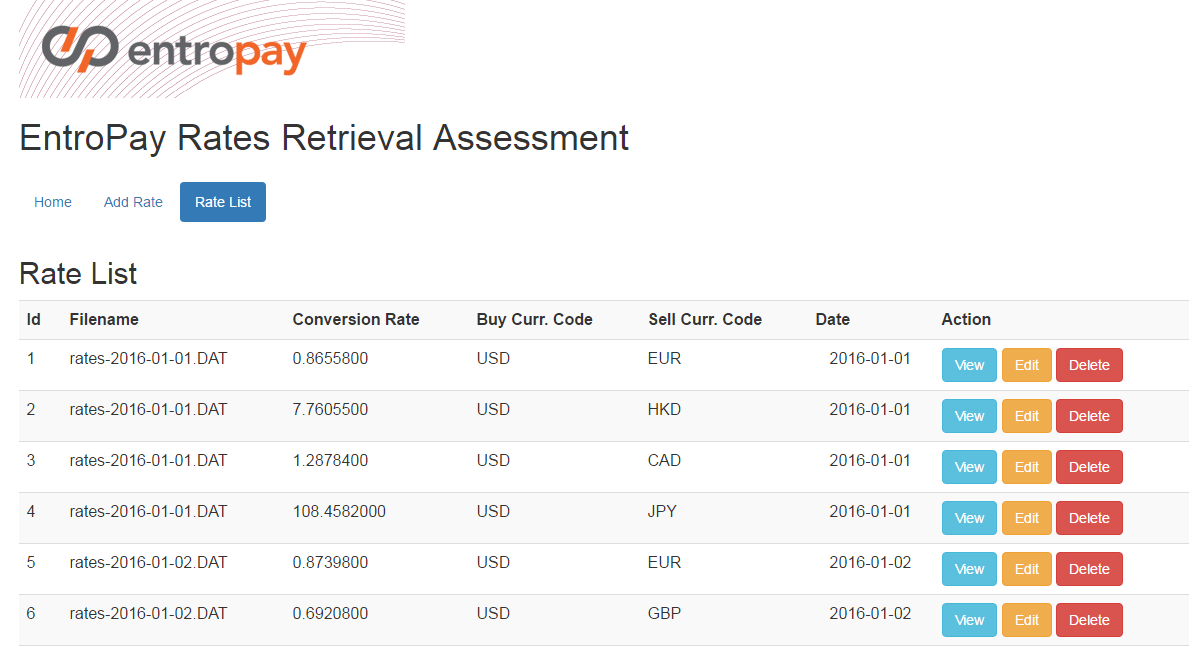 entropay
EntroPay Rates Retrieval Assessment
Home Add Rate Rate List
Rate List
Id Filename Conversion Rate Buy Curr. Code Sell Curr. Code Date Action
1 rates-2016-01-01.DAT 0.8655800 USD EUR 2016-01-01 View Edit Delete
2 rates-2016-01-01.DAT 7.7605500 USD HKD 2016-01-01 View Edit Delete
3 rates-2016-01-01.DAT 1.2878400 USD CAD 2016-01-01 View Edit Delete
4 rates-2016-01-01.DAT 108.4582000 USD JPY 2016-01-01 View Edit Delete
5 rates-2016-01-02.DAT 0.8739800 USD EUR 2016-01-02 View Edit Delete
6 rates-2016-01-02.DAT 0.6920800 USD GBP 2016-01-02 View Edit Delete